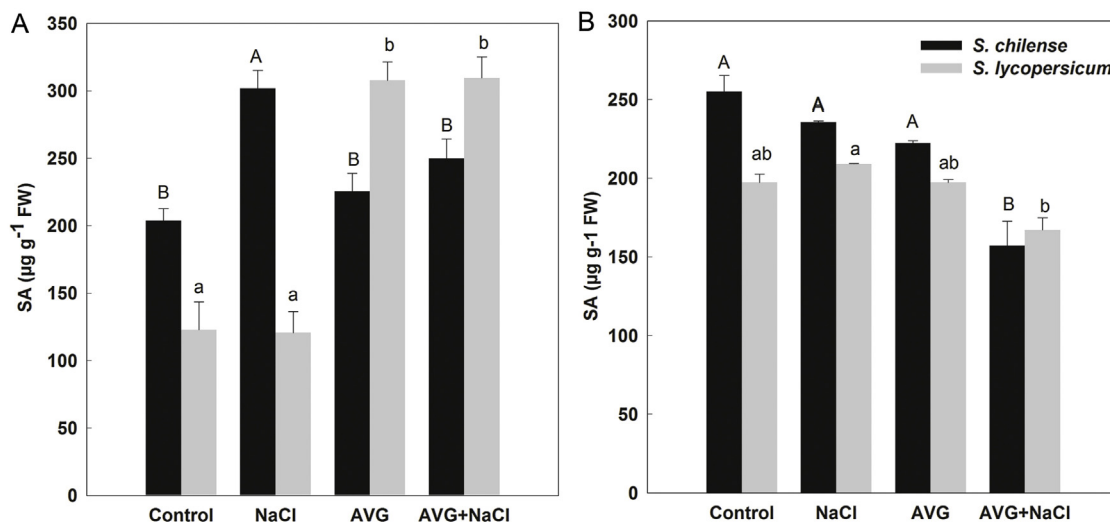 A
350
300
250
200
150
100
50
0
SA (µg g⁻¹ FW)
B
a
A
a
B
b
B
b
Control
NaCl
AVG
AVG+NaCl
B
300
250
200
150
100
50
0
SA (µg g-1 FW)
S. chilense
S. lycopersicum
A
ab
A
a
A
ab
B
b
Control
NaCl
AVG
AVG+NaCl